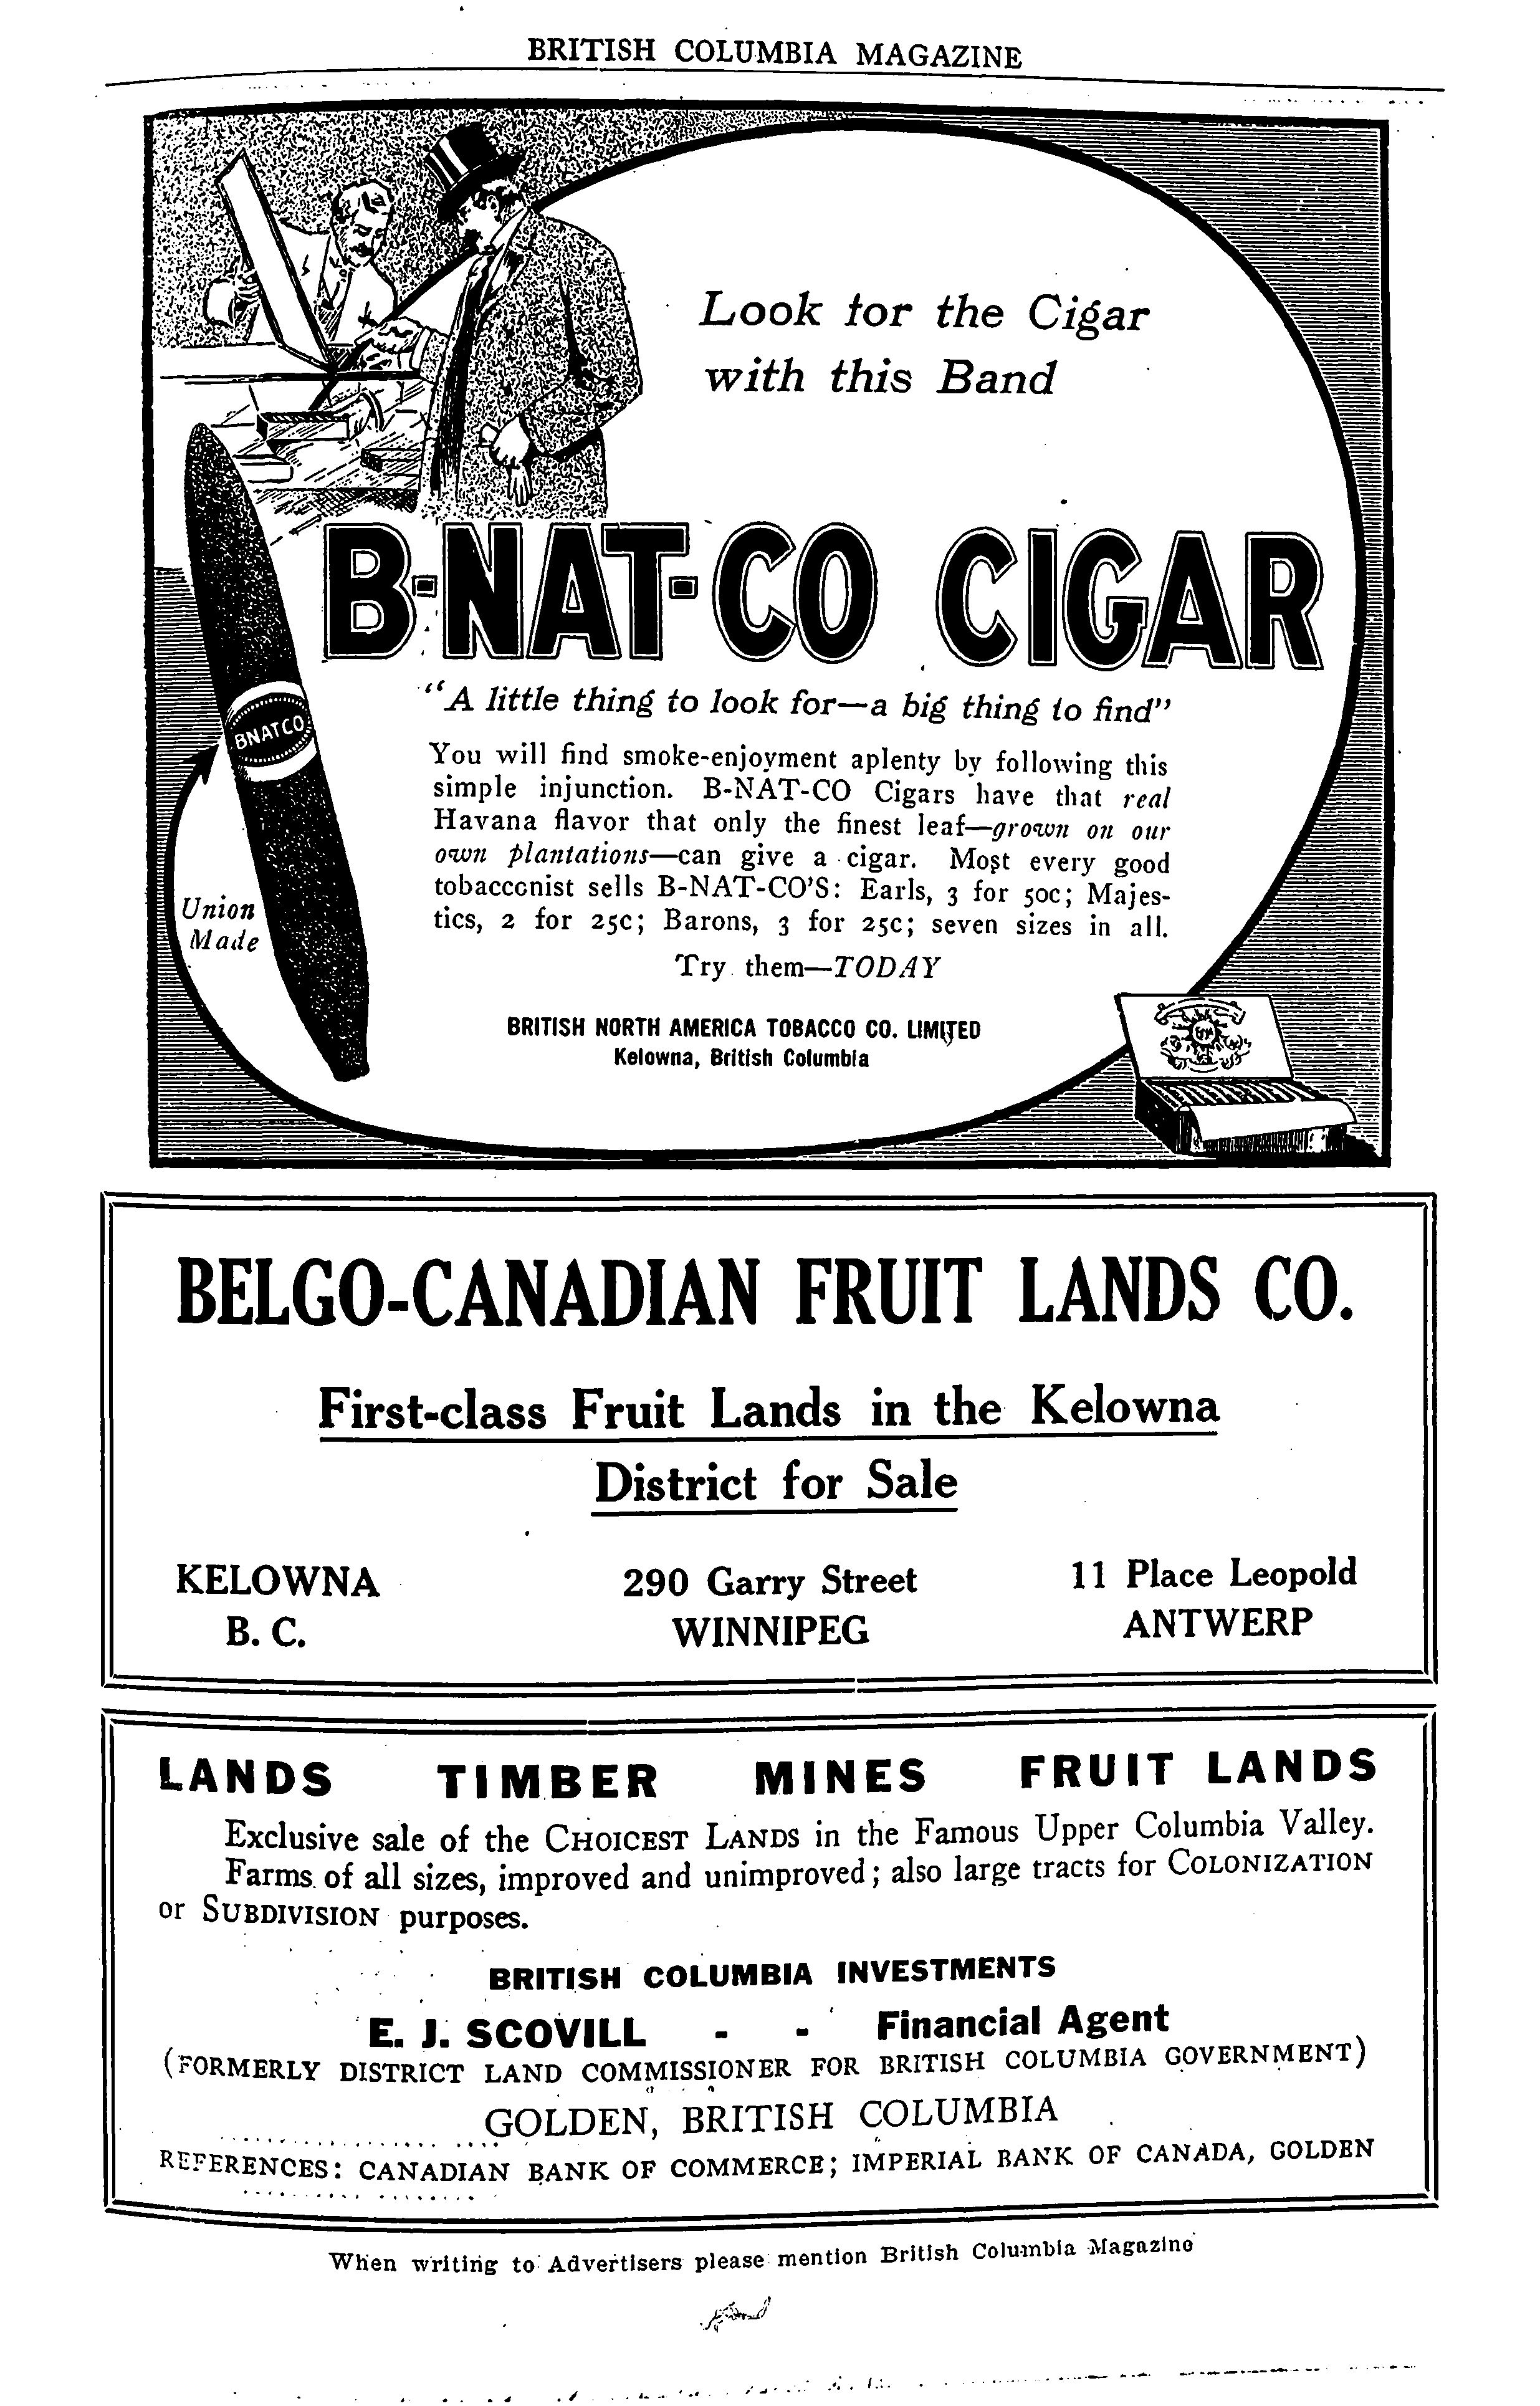 BRITISH COLUMBIA MAGAZINE
Look for the Cigar
with this Band
B-NAT-CO CIGAR
"A little thing to look for—a big thing to find"
BNATCO
You will find smoke-enjoyment aplenty by following this
simple injunction. B-NAT-CO Cigars have that real
Havana flavor that only the finest leaf—grown on our
own plantations—can give a cigar. Most every good
tobacconist sells B-NAT-CO'S: Earls, 3 for 50c; Majes-
tics, 2 for 25c; Barons, 3 for 25c; seven sizes in all.
Union
Made
Try them—TODAY
BRITISH NORTH AMERICA TOBACCO CO. LIMITED
Kelowna, British Columbia
BELGO-CANADIAN FRUIT LANDS CO.
First-class Fruit Lands in the Kelowna
District for Sale
KELOWNA 290 Garry Street 11 Place Leopold
B. C. WINNIPEG ANTWERP
LANDS TIMBER MINES FRUIT LANDS
Exclusive sale of the CHOICEST LANDS in the Famous Upper Columbia Valley.
Farms of all sizes, improved and unimproved; also large tracts for COLONIZATION
or SUBDIVISION purposes.
BRITISH COLUMBIA INVESTMENTS
E. J. SCOVILL - - Financial Agent
(FORMERLY DISTRICT LAND COMMISSIONER FOR BRITISH COLUMBIA GOVERNMENT)
GOLDEN, BRITISH COLUMBIA
REFERENCES: CANADIAN BANK OF COMMERCE; IMPERIAL BANK OF CANADA, GOLDEN
When writing to Advertisers please mention British Columbia Magazine